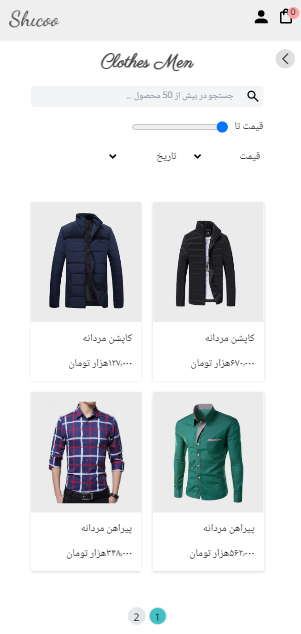 Shicoo
0
Clothes Men
جستجو در بیش از 50 محصول ...
قیمت تا
قیمت
تاریخ
کاپشن مردانه
۶۷۰،۰۰۰هزار تومان
کاپشن مردانه
۱۲۷،۰۰۰هزار تومان
پیراهن مردانه
۵۶۲،۰۰۰هزار تومان
پیراهن مردانه
۳۴۸،۰۰۰هزار تومان
2 1